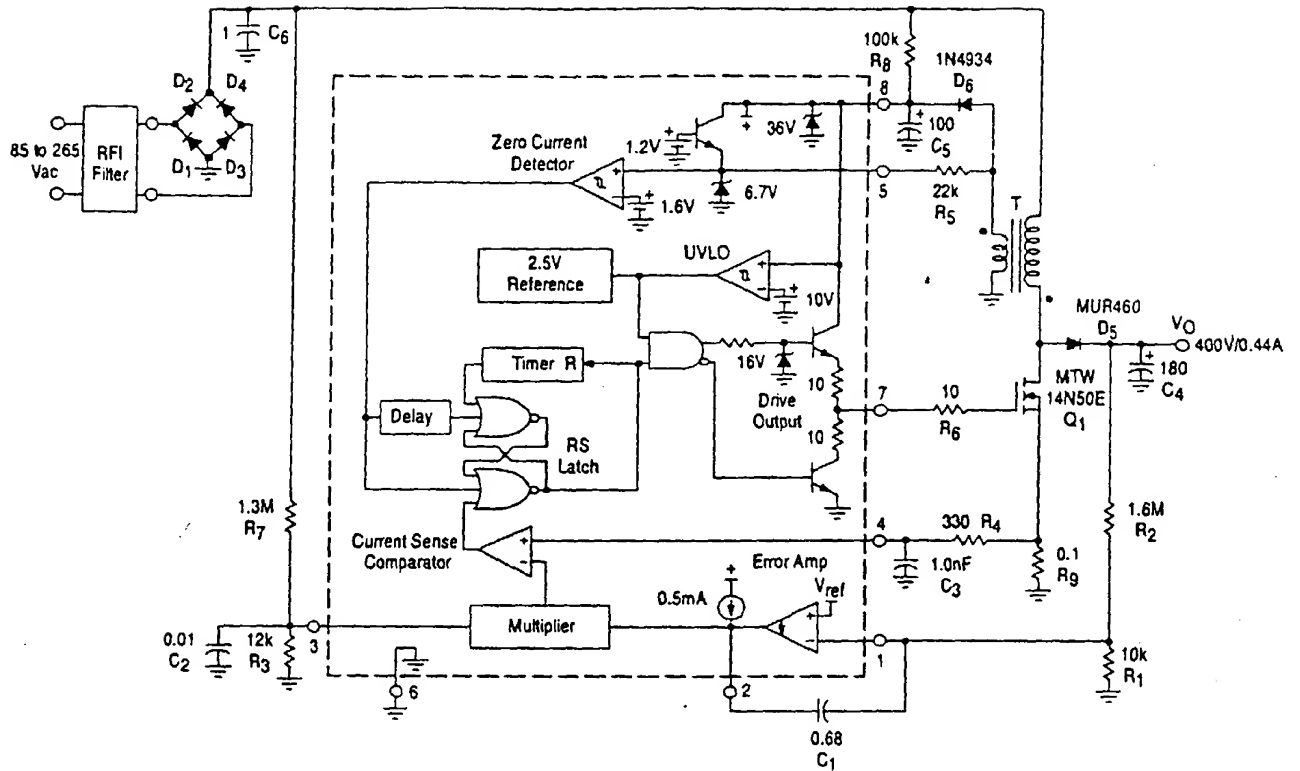 1
C6
D2
D4
D1
D3
85 to 265
Vac
RFI
Filter
100k
R8
1N4934
D6
8
100
C5
+
36V
1.2V
6.7V
1.6V
Zero Current
Detector
5
22k
R5
T
2.5V
Reference
UVLO
10V
16V
Timer R
Delay
RS
Latch
10
Drive
Output
10
7
10
R6
MUR460
D5
VO
400V/0.44A
180
C4
MTW
14N50E
Q1
1.3M
R7
Current Sense
Comparator
4
330 R4
1.0nF
C3
0.1
R9
1.6M
R2
Error Amp
Vref
0.5mA
Multiplier
0.01
C2
12k
R3
3
6
2
1
10k
R1
0.68
C1